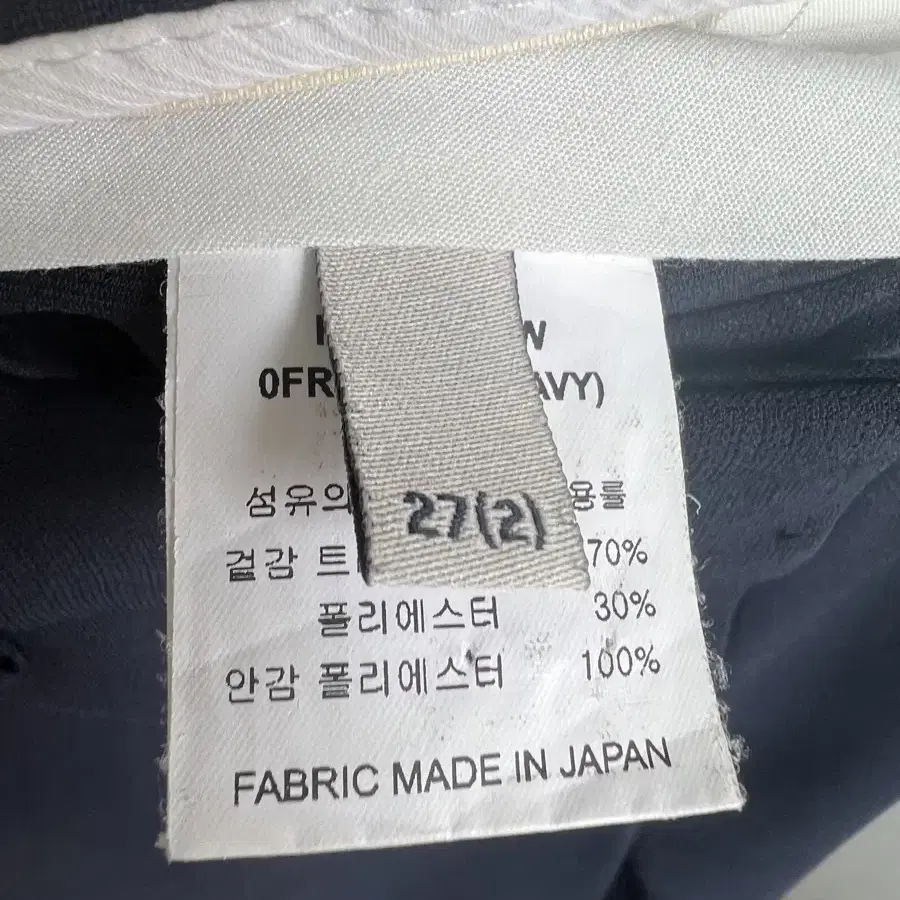 W
0FR AVY)
섬유의 용률
27(2)
겉감 트 70%
폴리에스터 30%
안감 폴리에스터 100%
FABRIC MADE IN JAPAN